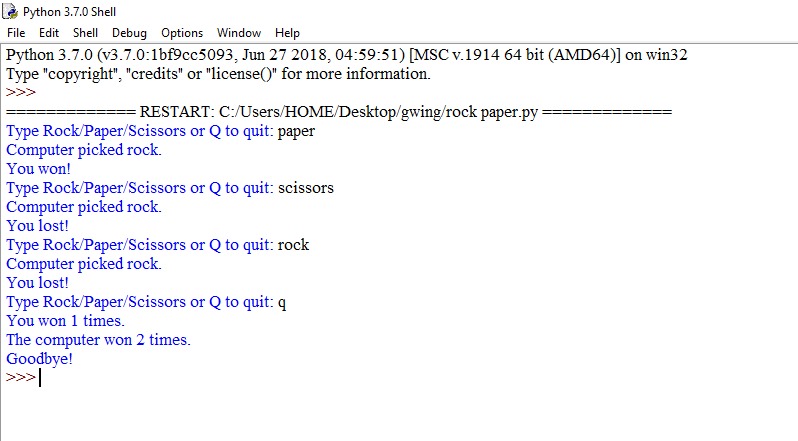 Python 3.7.0 Shell
File Edit Shell Debug Options Window Help
Python 3.7.0 (v3.7.0:1bf9cc5093, Jun 27 2018, 04:59:51) [MSC v.1914 64 bit (AMD64)] on win32
Type "copyright", "credits" or "license()" for more information.
>>>
============= RESTART: C:/Users/HOME/Desktop/gwing/rock paper.py =============
Type Rock/Paper/Scissors or Q to quit: paper
Computer picked rock.
You won!
Type Rock/Paper/Scissors or Q to quit: scissors
Computer picked rock.
You lost!
Type Rock/Paper/Scissors or Q to quit: rock
Computer picked rock.
You lost!
Type Rock/Paper/Scissors or Q to quit: q
You won 1 times.
The computer won 2 times.
Goodbye!
>>>